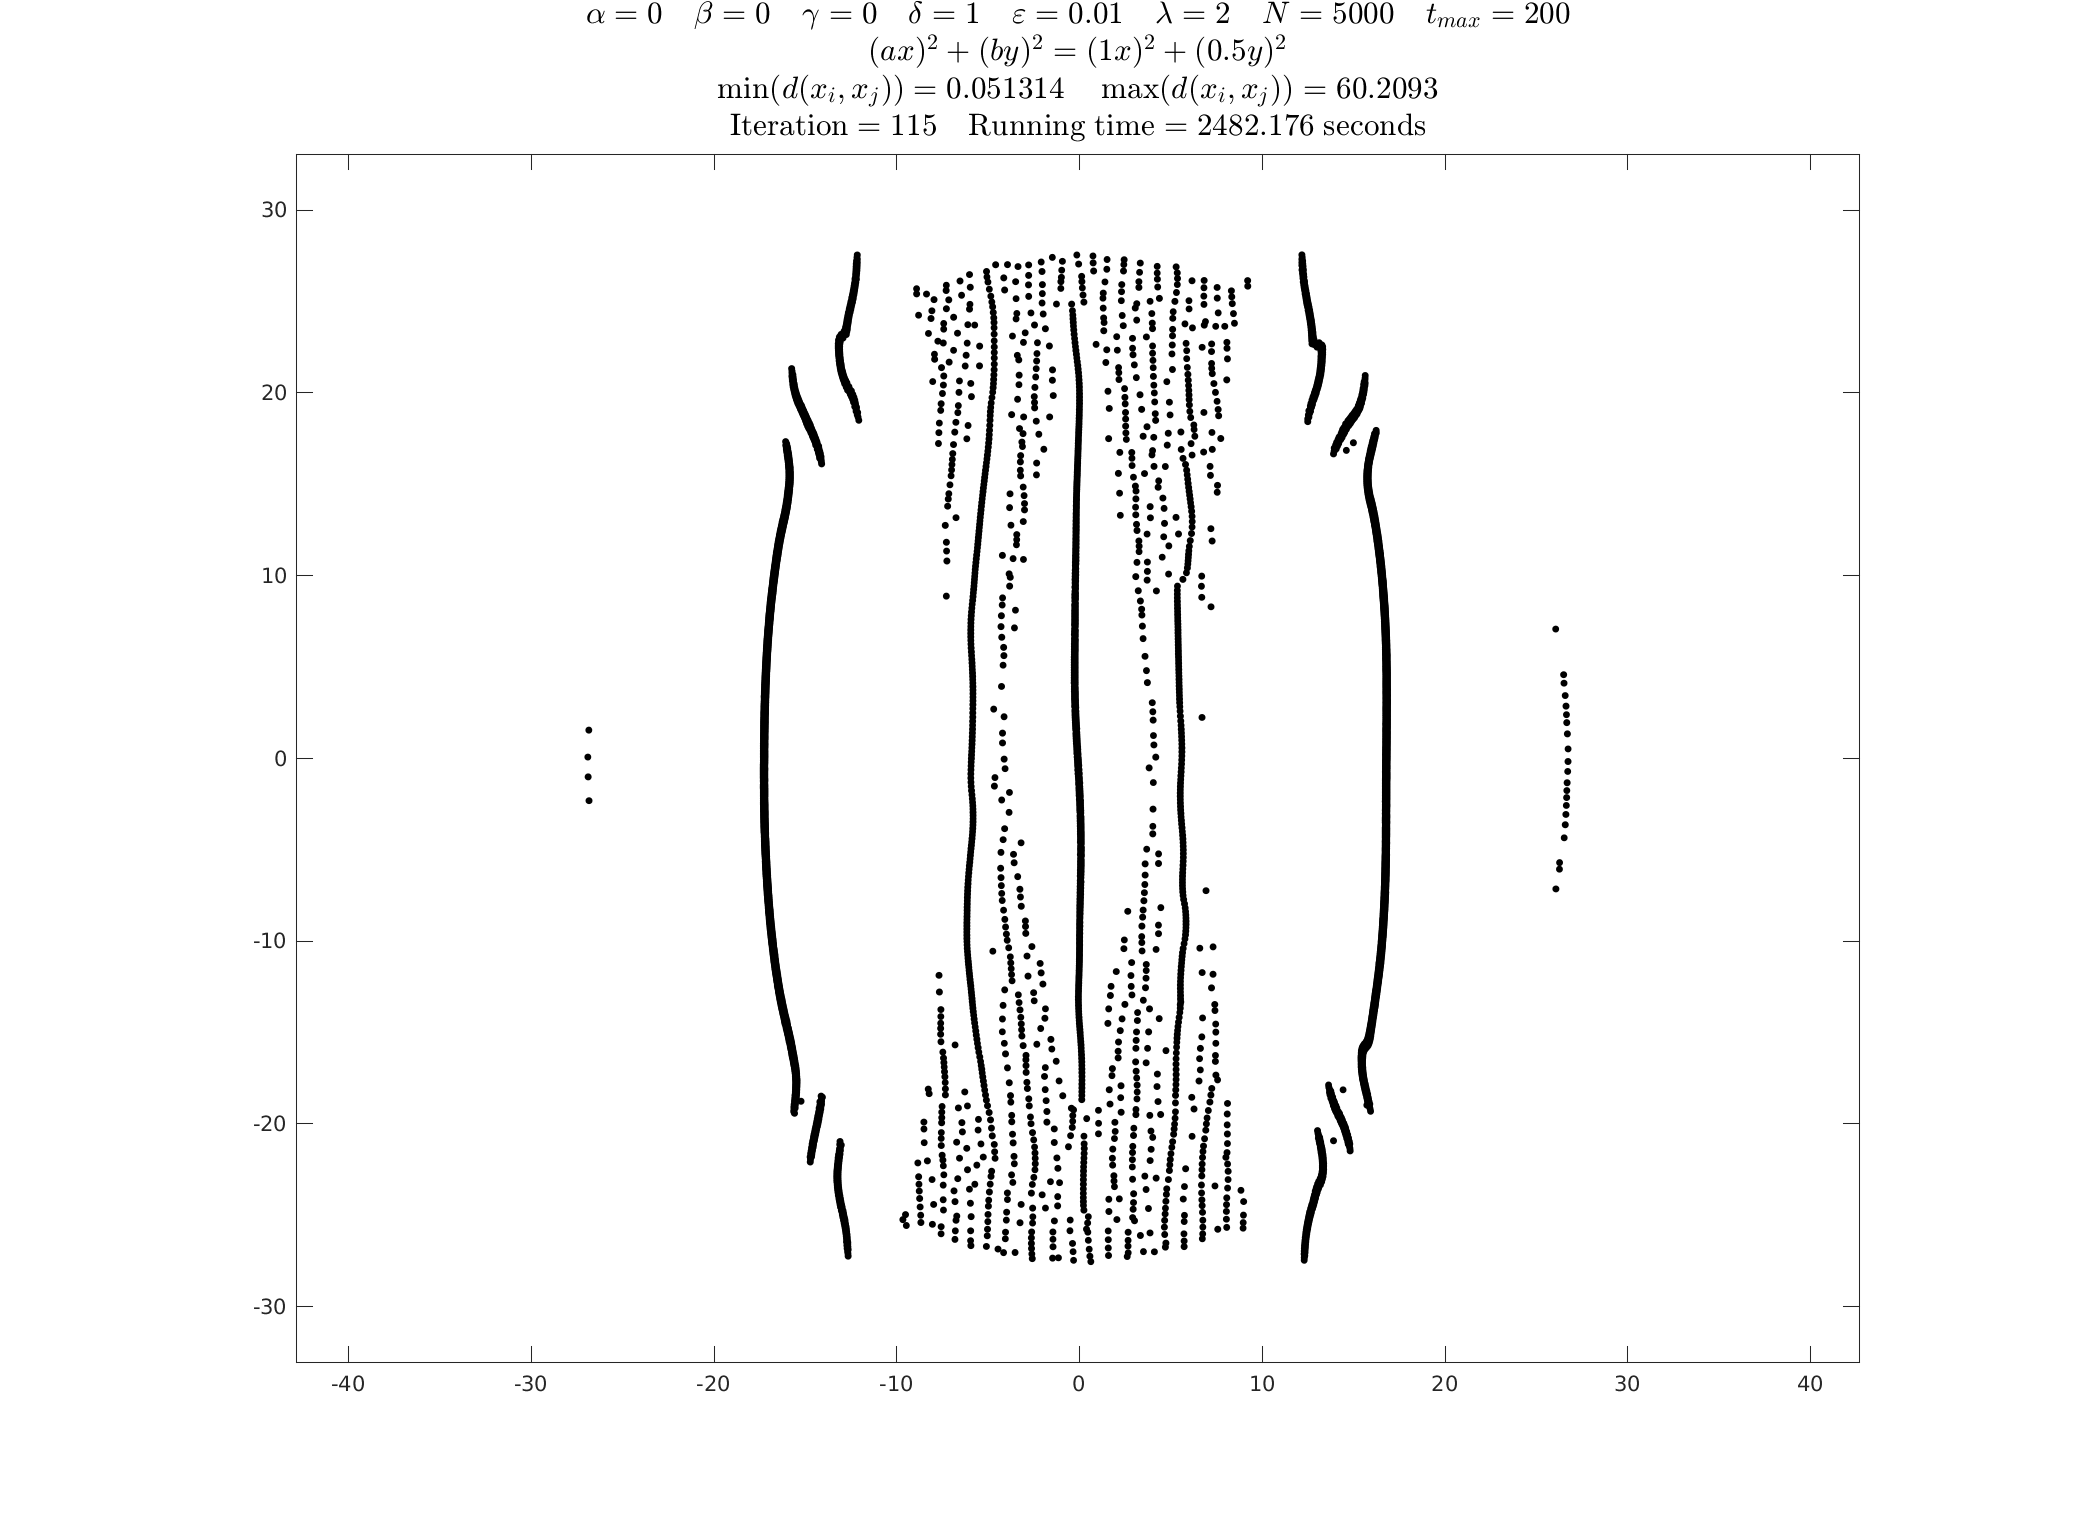 α = 0 β = 0 γ = 0 δ = 1 ε = 0.01 λ = 2 N = 5000 t_{max} = 200
(ax)² + (by)² = (1x)² + (0.5y)²
min(d(x_i, x_j)) = 0.051314 max(d(x_i, x_j)) = 60.2093
Iteration = 115 Running time = 2482.176 seconds
30
20
10
0
-10
-20
-30
-40 -30 -20 -10 0 10 20 30 40